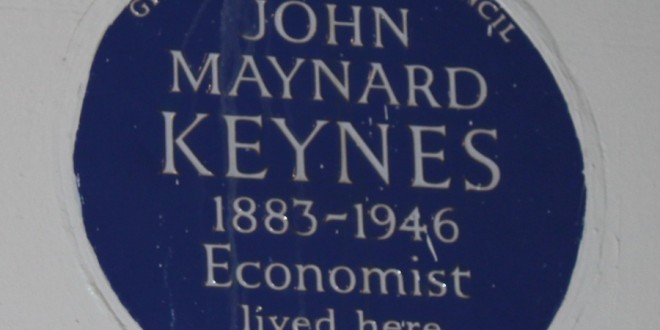 JOHN
MAYNARD
KEYNES
1883-1946
Economist
lived here